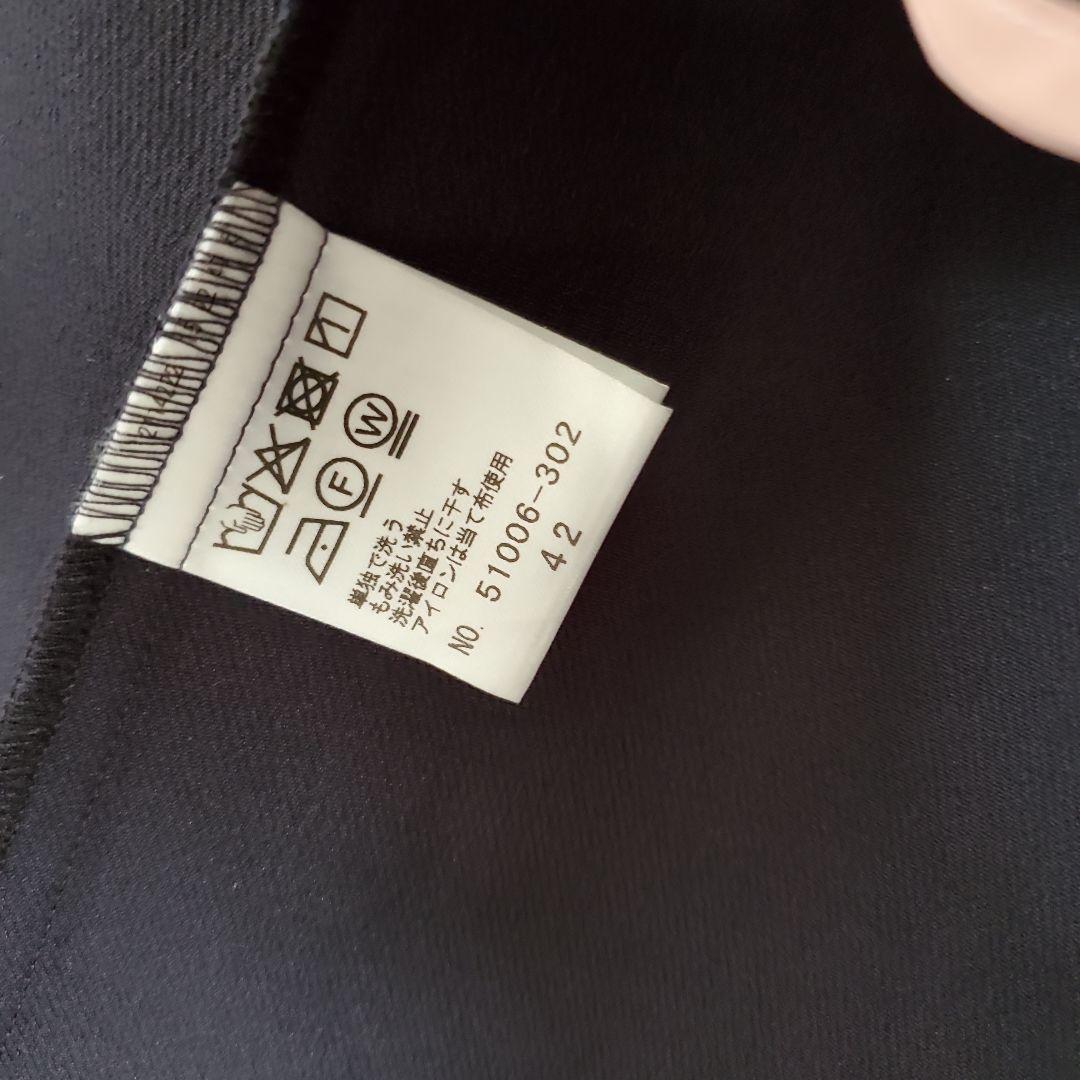 F
W
単独で洗う
もみ洗い禁止
洗濯後直ちに干す
アイロンは当て布使用
NO. 51006-302
42